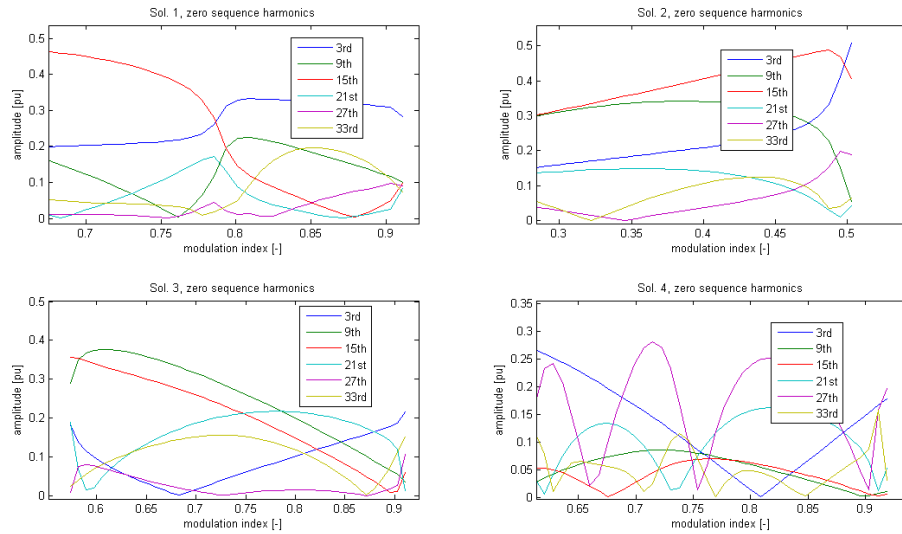 Sol. 1, zero sequence harmonics
amplitude [pu]
0.5
0.4
0.3
0.2
0.1
0
0.7
0.75
0.8
0.85
0.9
modulation index [-]
3rd
9th
15th
21st
27th
33rd
Sol. 2, zero sequence harmonics
amplitude [pu]
0.5
0.4
0.3
0.2
0.1
0
0.3
0.35
0.4
0.45
0.5
modulation index [-]
3rd
9th
15th
21st
27th
33rd
Sol. 3, zero sequence harmonics
amplitude [pu]
0.5
0.4
0.3
0.2
0.1
0
0.6
0.65
0.7
0.75
0.8
0.85
0.9
modulation index [-]
3rd
9th
15th
21st
27th
33rd
Sol. 4, zero sequence harmonics
amplitude [pu]
0.35
0.3
0.25
0.2
0.15
0.1
0.05
0
0.65
0.7
0.75
0.8
0.85
0.9
modulation index [-]
3rd
9th
15th
21st
27th
33rd